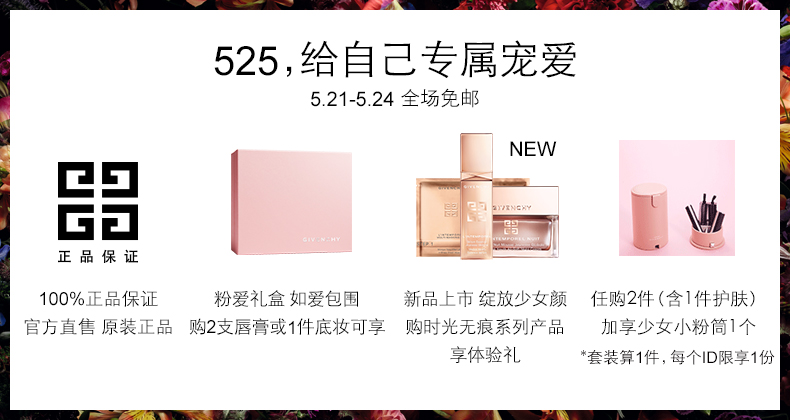 525,给自己专属宠爱
5.21-5.24 全场免邮
正品保证
100%正品保证
官方直售 原装正品
GIVENCHY
粉爱礼盒 如爱包围
购2支唇膏或1件底妆可享
NEW
GIVENCHY
新品上市 绽放少女颜
购时光无痕系列产品
享体验礼
任购2件(含1件护肤)
加享少女小粉筒1个
*套装算1件,每个ID限享1份